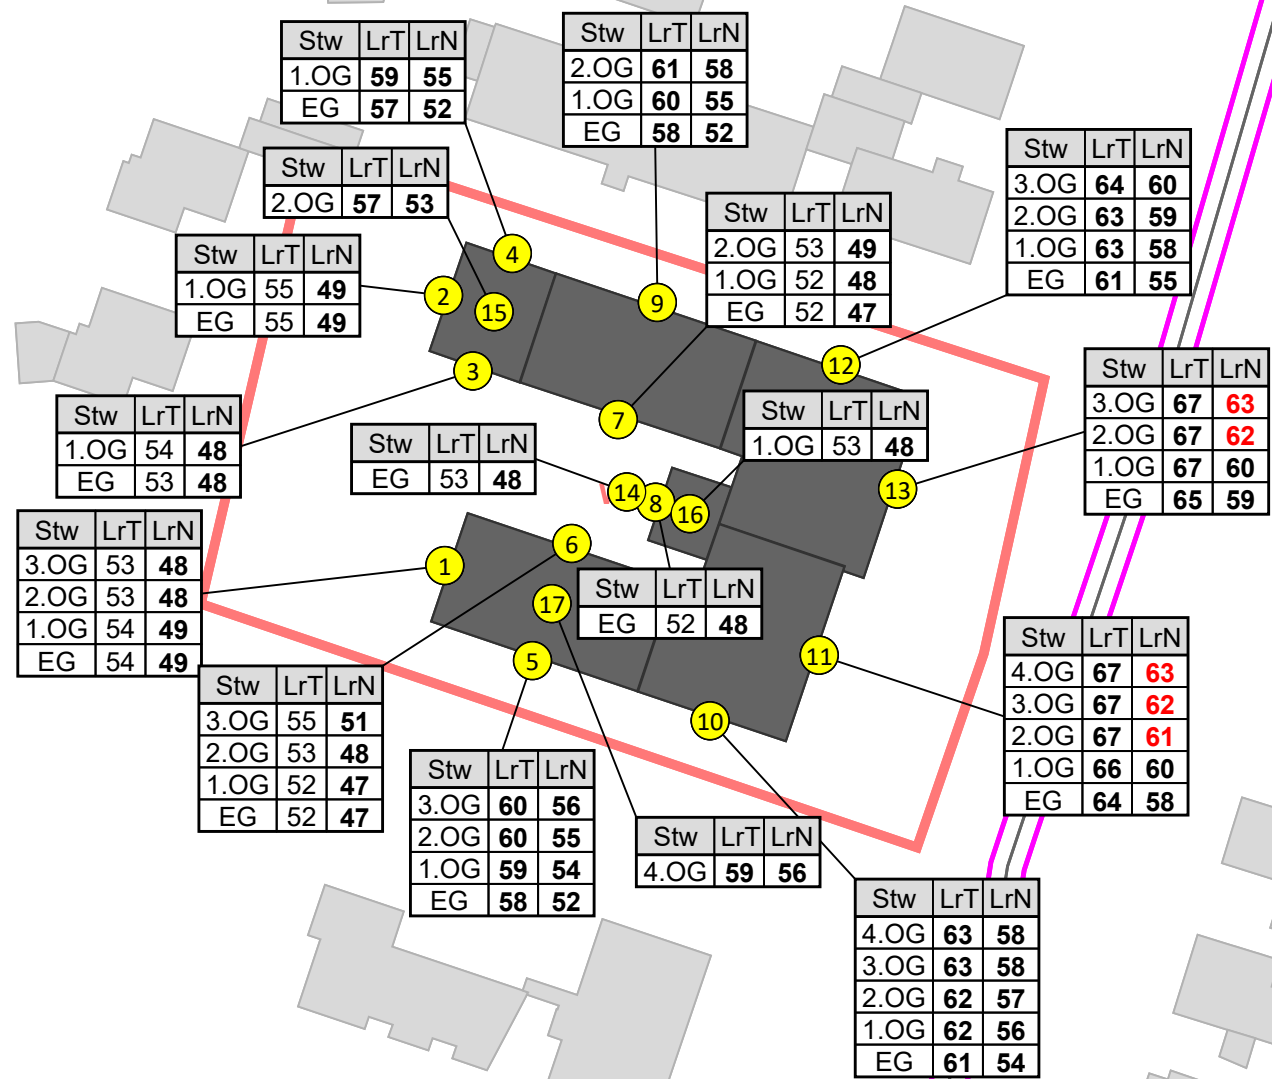 Stw LrT LrN
1.OG 59 55
EG 57 52
Stw LrT LrN
2.OG 61 58
1.OG 60 55
EG 58 52
Stw LrT LrN
3.OG 64 60
2.OG 63 59
1.OG 63 58
EG 61 55
Stw LrT LrN
2.OG 57 53
Stw LrT LrN
2.OG 53 49
1.OG 52 48
EG 52 47
Stw LrT LrN
1.OG 55 49
EG 55 49
4
2
15
9
12
3
7
Stw LrT LrN
3.OG 67 63
2.OG 67 62
1.OG 67 60
EG 65 59
Stw LrT LrN
1.OG 54 48
EG 53 48
Stw LrT LrN
1.OG 53 48
Stw LrT LrN
EG 53 48
14
8
16
13
Stw LrT LrN
3.OG 53 48
2.OG 53 48
1.OG 54 49
EG 54 49
1
6
17
5
11
10
Stw LrT LrN
EG 52 48
Stw LrT LrN
4.OG 67 63
3.OG 67 62
2.OG 67 61
1.OG 66 60
EG 64 58
Stw LrT LrN
3.OG 55 51
2.OG 53 48
1.OG 52 47
EG 52 47
Stw LrT LrN
3.OG 60 56
2.OG 60 55
1.OG 59 54
EG 58 52
Stw LrT LrN
4.OG 59 56
Stw LrT LrN
4.OG 63 58
3.OG 63 58
2.OG 62 57
1.OG 62 56
EG 61 54